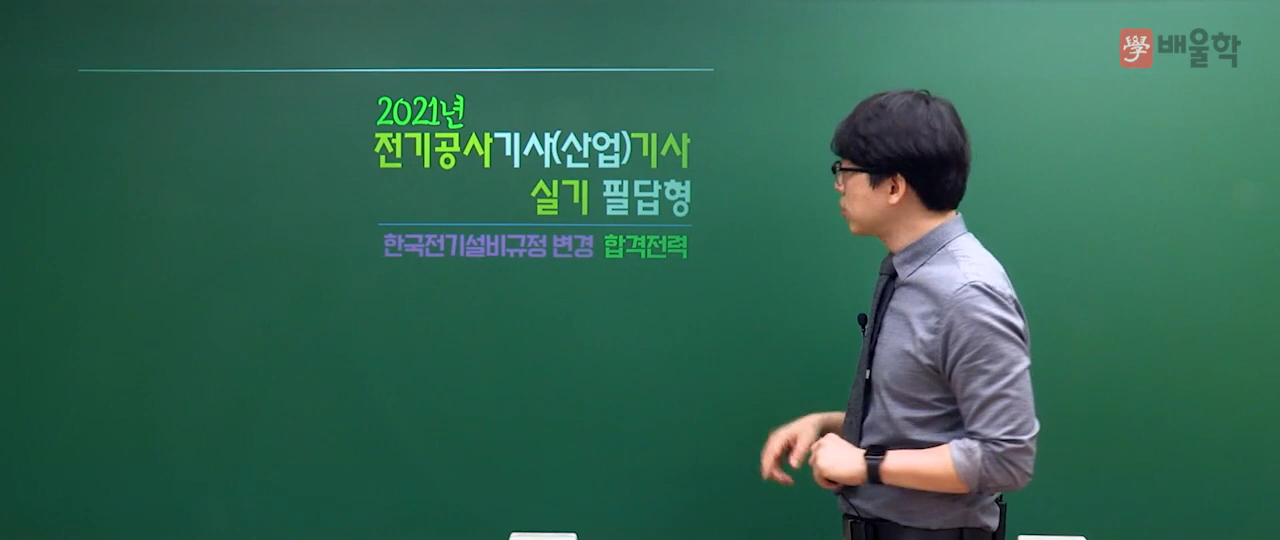 學 배울학
2021년
전기공사기사(산업)기사
실기 필답형
한국전기설비규정 변경 합격전력